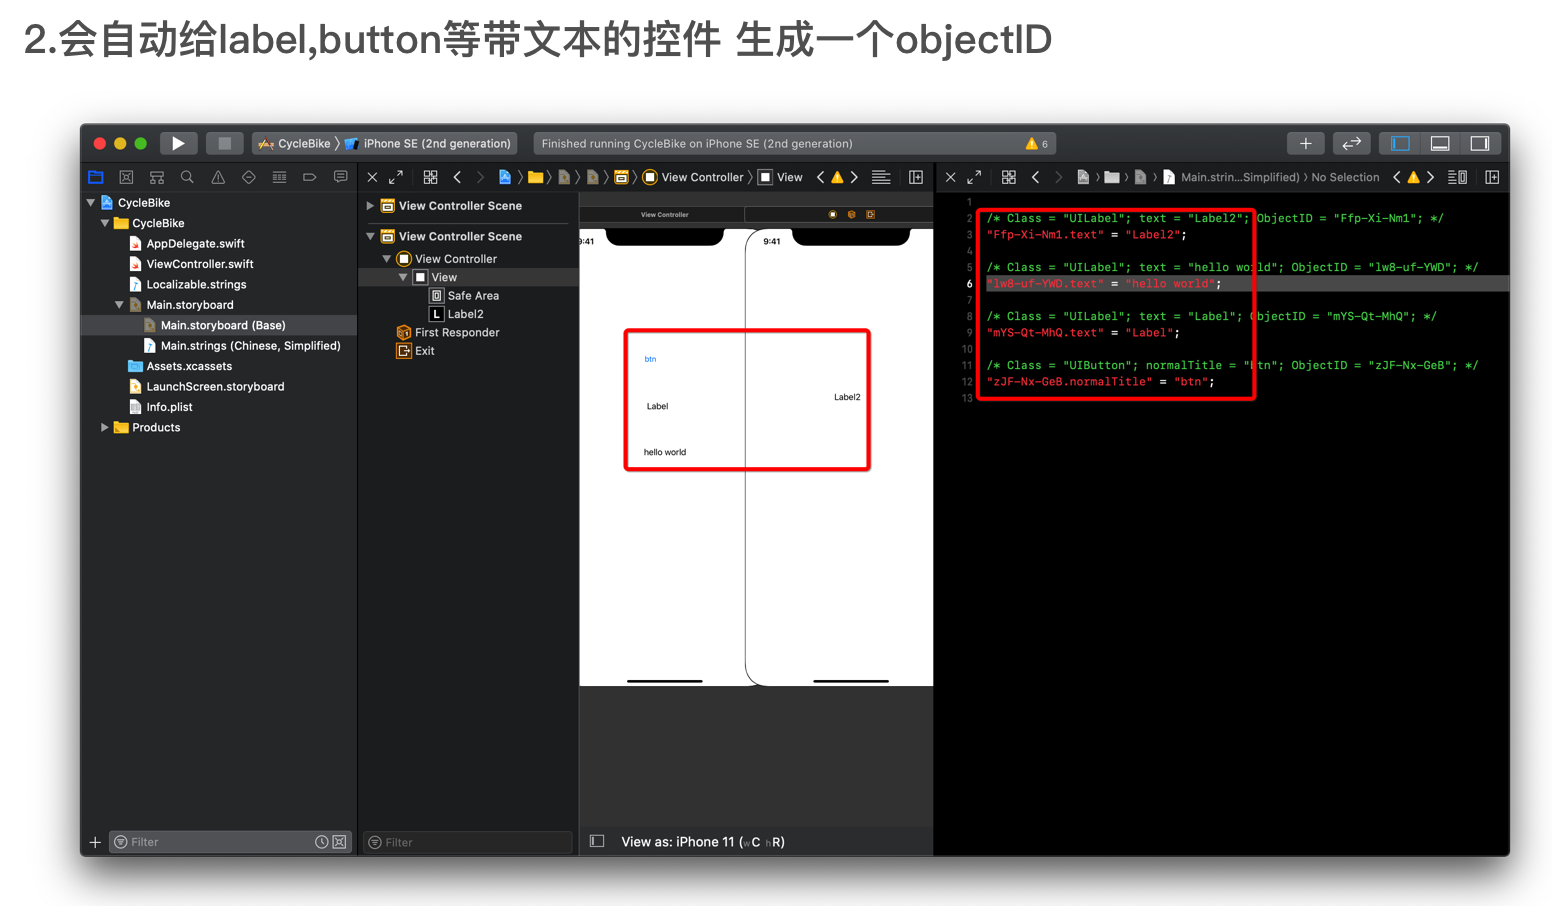 2.会自动给label,button等带文本的控件 生成一个objectID
CycleBike 〉 iPhone SE (2nd generation)
Finished running CycleBike on iPhone SE (2nd generation)
6
View Controller 〉 View
Main.strin...Simplified) 〉 No Selection
CycleBike
CycleBike
AppDelegate.swift
ViewController.swift
Localizable.strings
Main.storyboard
Main.storyboard (Base)
Main.strings (Chinese, Simplified)
Assets.xcassets
LaunchScreen.storyboard
Info.plist
Products
Filter
View Controller Scene
View Controller Scene
View Controller
View
Safe Area
L Label2
First Responder
Exit
Filter
View Controller
9:41
9:41
btn
Label
Label2
hello world
View as: iPhone 11 (wC hR)
1
2 /* Class = "UILabel"; text = "Label2"; ObjectID = "Ffp-Xi-Nm1"; */
3 "Ffp-Xi-Nm1.text" = "Label2";
4
5 /* Class = "UILabel"; text = "hello world"; ObjectID = "lw8-uf-YWD"; */
6 "lw8-uf-YWD.text" = "hello world";
7
8 /* Class = "UILabel"; text = "Label"; ObjectID = "mYS-Qt-MhQ"; */
9 "mYS-Qt-MhQ.text" = "Label";
10
11 /* Class = "UIButton"; normalTitle = "btn"; ObjectID = "zJF-Nx-GeB"; */
12 "zJF-Nx-GeB.normalTitle" = "btn";
13